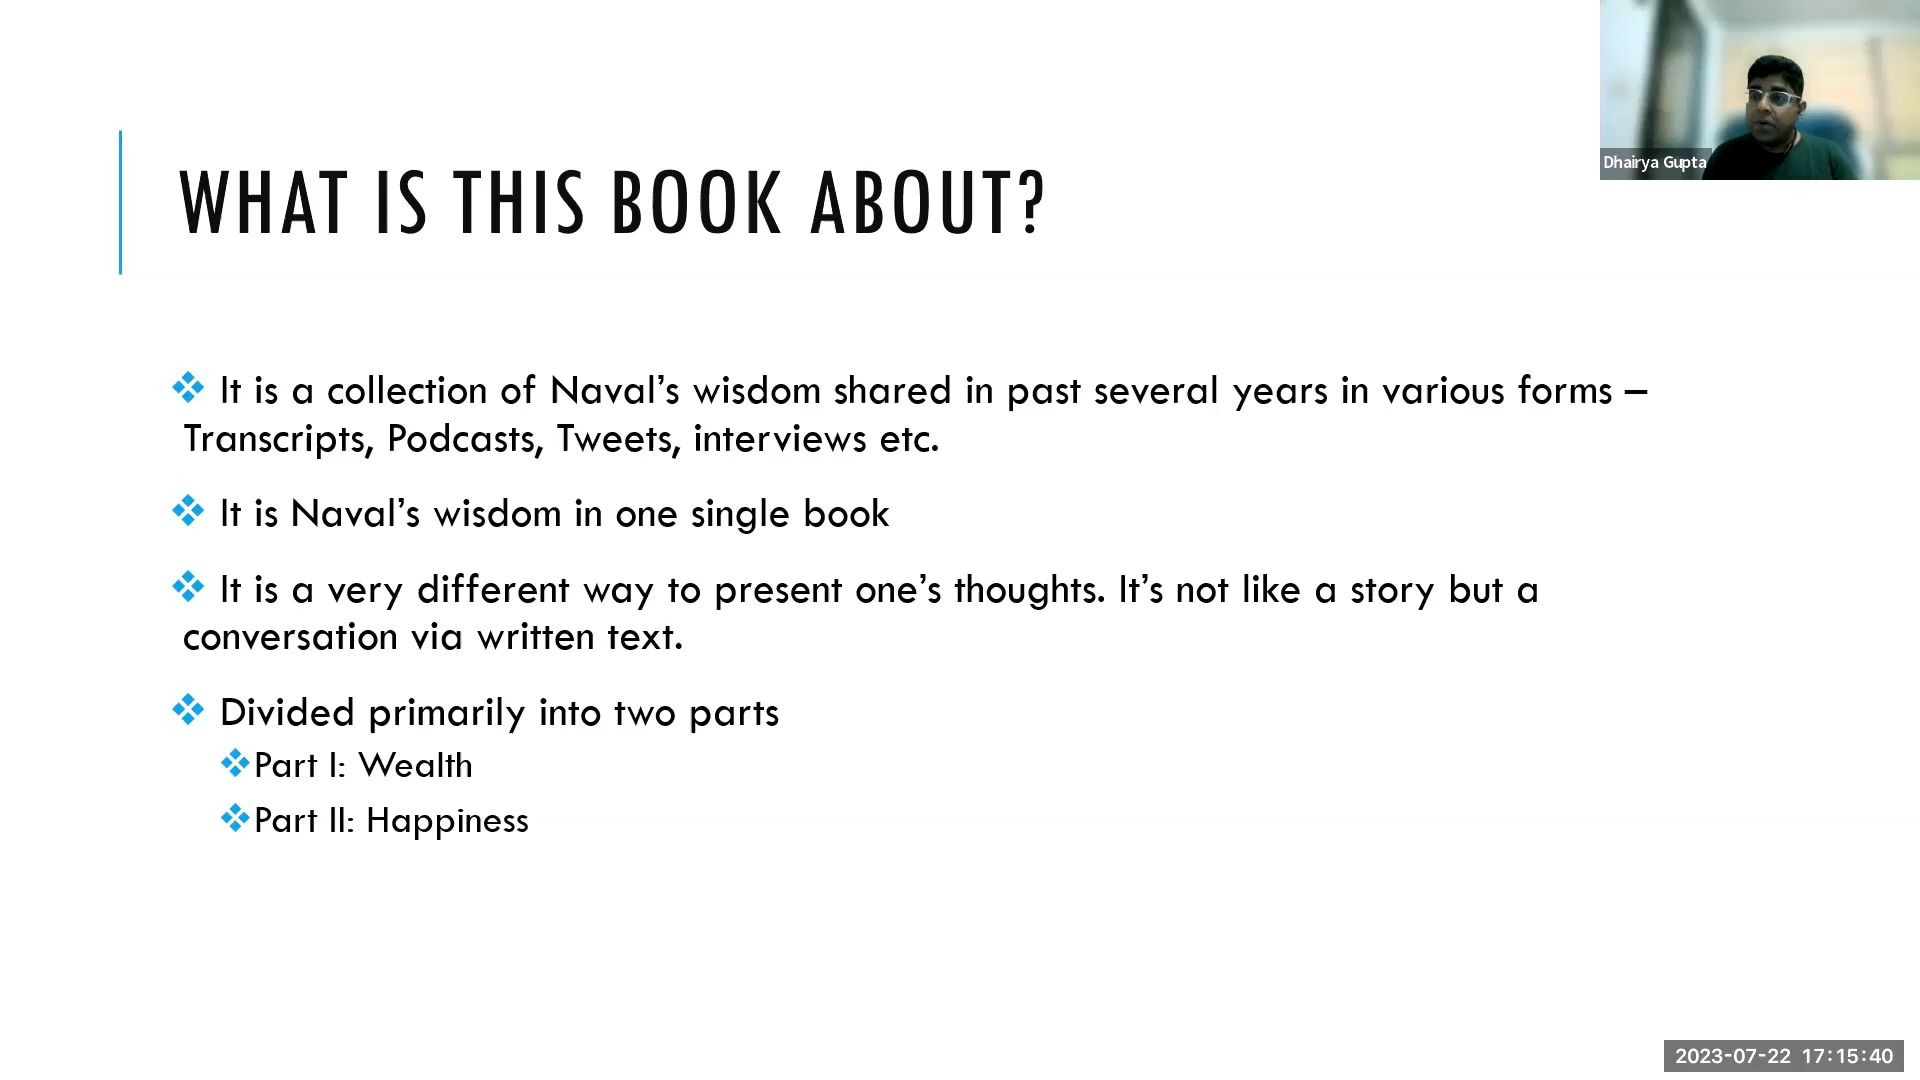 Dhairya Gupta
WHAT IS THIS BOOK ABOUT?
❖ It is a collection of Naval’s wisdom shared in past several years in various forms –
Transcripts, Podcasts, Tweets, interviews etc.
❖ It is Naval’s wisdom in one single book
❖ It is a very different way to present one’s thoughts. It’s not like a story but a
conversation via written text.
❖ Divided primarily into two parts
❖Part I: Wealth
❖Part II: Happiness
2023-07-22 17:15:40